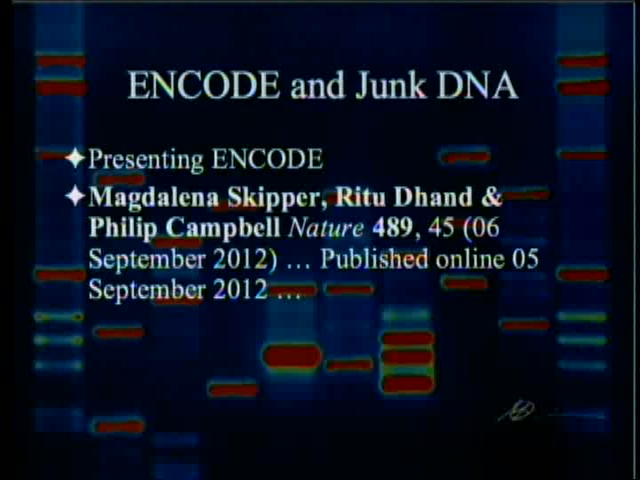 ENCODE and Junk DNA
Presenting ENCODE
Magdalena Skipper, Ritu Dhand &
Philip Campbell Nature 489, 45 (06
September 2012) … Published online 05
September 2012 …